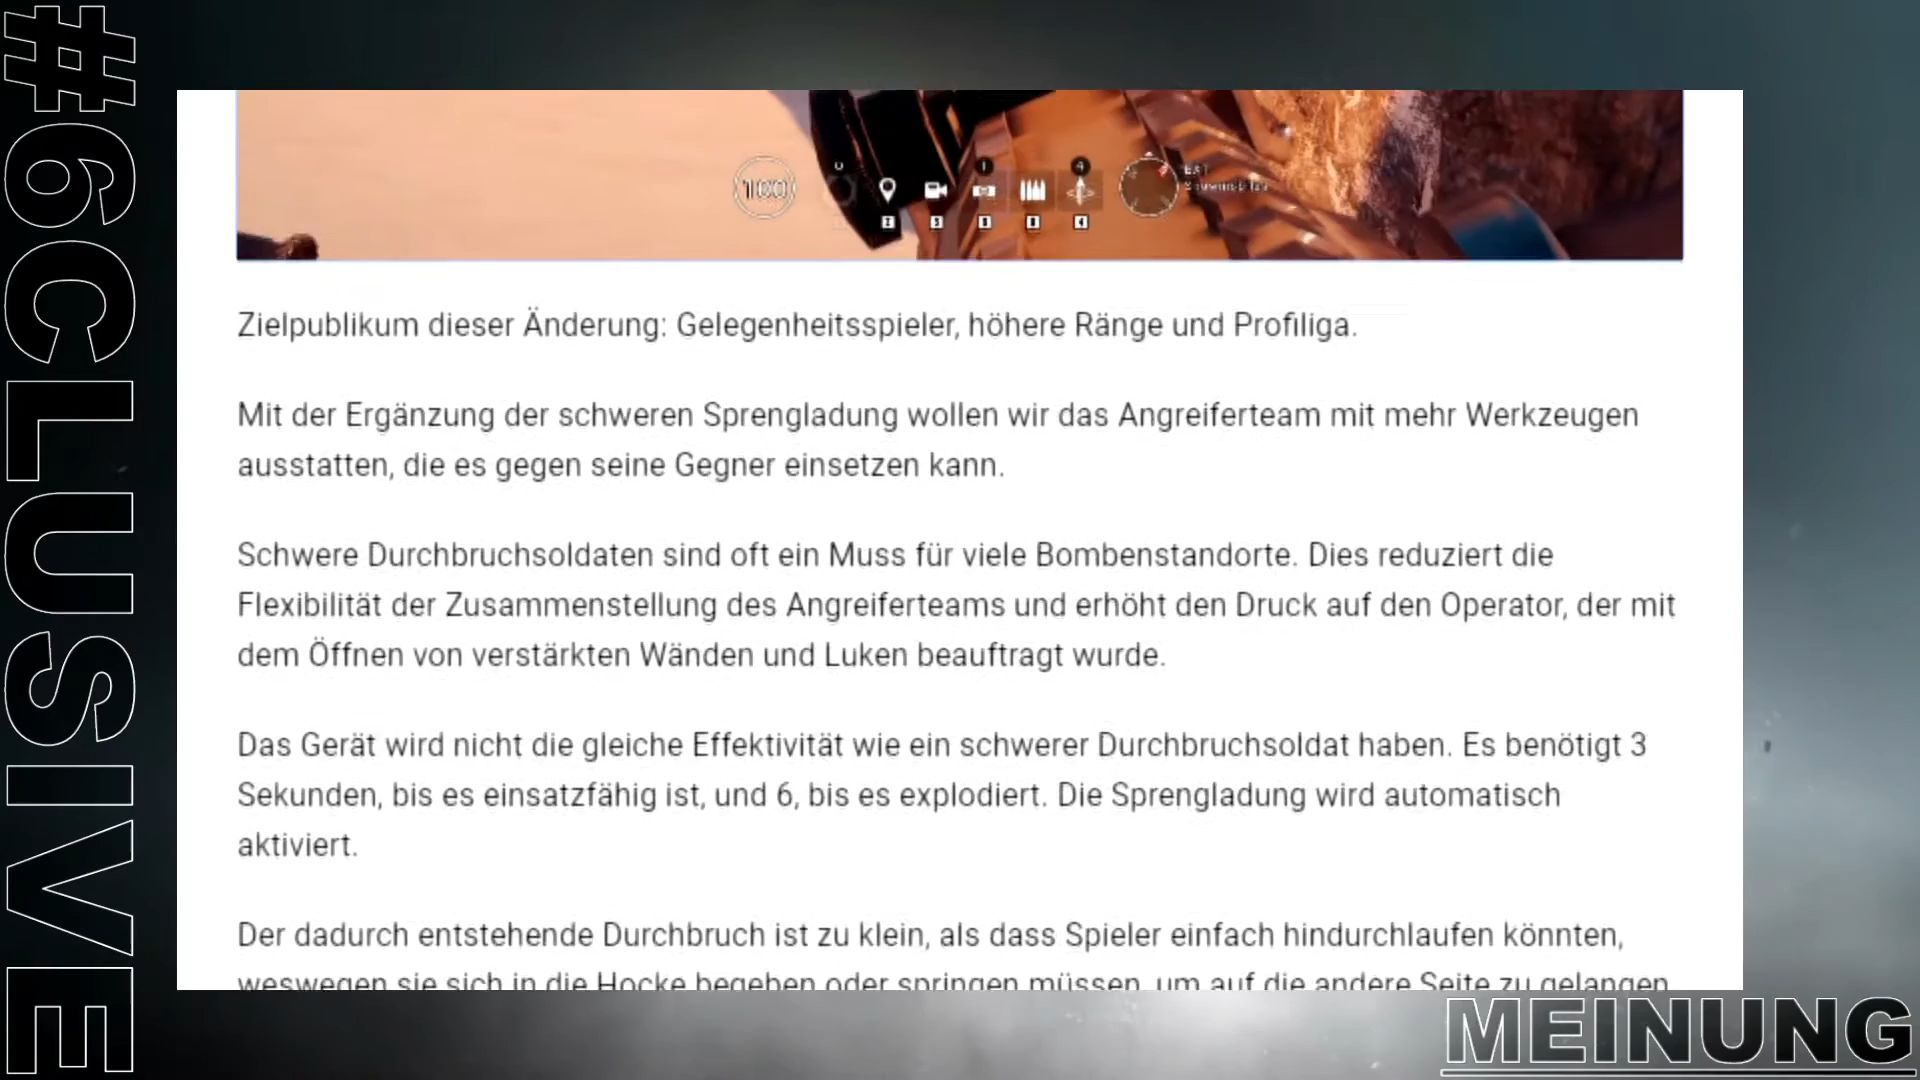 #6CLUSIVE
100
Zielpublikum dieser Änderung: Gelegenheitsspieler, höhere Ränge und Profiliga.
Mit der Ergänzung der schweren Sprengladung wollen wir das Angreiferteam mit mehr Werkzeugen
ausstatten, die es gegen seine Gegner einsetzen kann.
Schwere Durchbruchsoldaten sind oft ein Muss für viele Bombenstandorte. Dies reduziert die
Flexibilität der Zusammenstellung des Angreiferteams und erhöht den Druck auf den Operator, der mit
dem Öffnen von verstärkten Wänden und Luken beauftragt wurde.
Das Gerät wird nicht die gleiche Effektivität wie ein schwerer Durchbruchsoldat haben. Es benötigt 3
Sekunden, bis es einsatzfähig ist, und 6, bis es explodiert. Die Sprengladung wird automatisch
aktiviert.
Der dadurch entstehende Durchbruch ist zu klein, als dass Spieler einfach hindurchlaufen könnten,
weswegen sie sich in die Hocke begeben oder springen müssen, um auf die andere Seite zu gelangen
MEINUNG